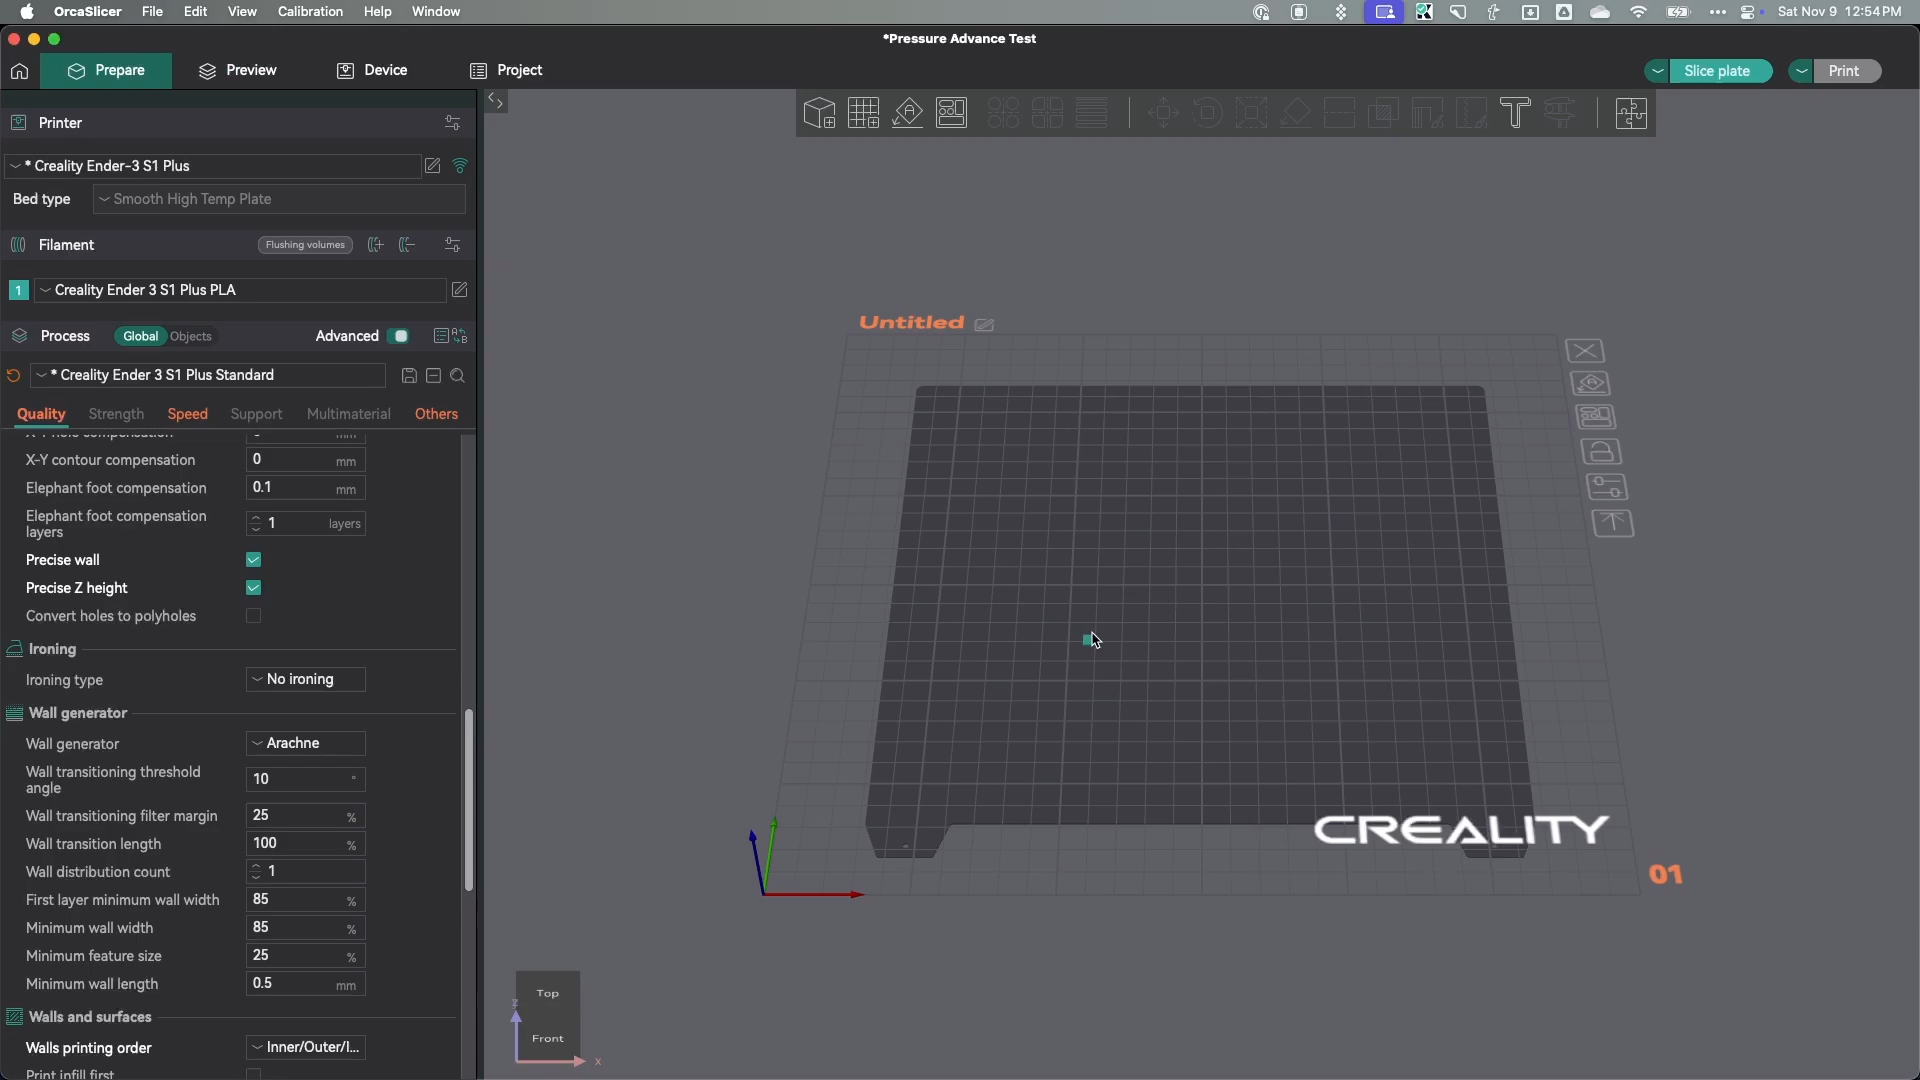 OrcaSlicer File Edit View Calibration Help Window Sat Nov 9 12:54PM
*Pressure Advance Test
Prepare Preview Device Project Slice plate Print
Printer
* Creality Ender-3 S1 Plus
Bed type Smooth High Temp Plate
Filament Flushing volumes
1 Creality Ender 3 S1 Plus PLA
Process Global Objects Advanced
* Creality Ender 3 S1 Plus Standard
Quality Strength Speed Support Multimaterial Others
X-Y contour compensation 0 mm
Elephant foot compensation 0.1 mm
Elephant foot compensation layers 1 layers
Precise wall
Precise Z height
Convert holes to polyholes
Ironing
Ironing type No ironing
Wall generator
Wall generator Arachne
Wall transitioning threshold angle 10 °
Wall transitioning filter margin 25 %
Wall transition length 100 %
Wall distribution count 1
First layer minimum wall width 85 %
Minimum wall width 85 %
Minimum feature size 25 %
Minimum wall length 0.5 mm
Walls and surfaces
Walls printing order Inner/Outer/I...
Print infill first
Untitled
CREALITY
01
Top
Front
Z
X